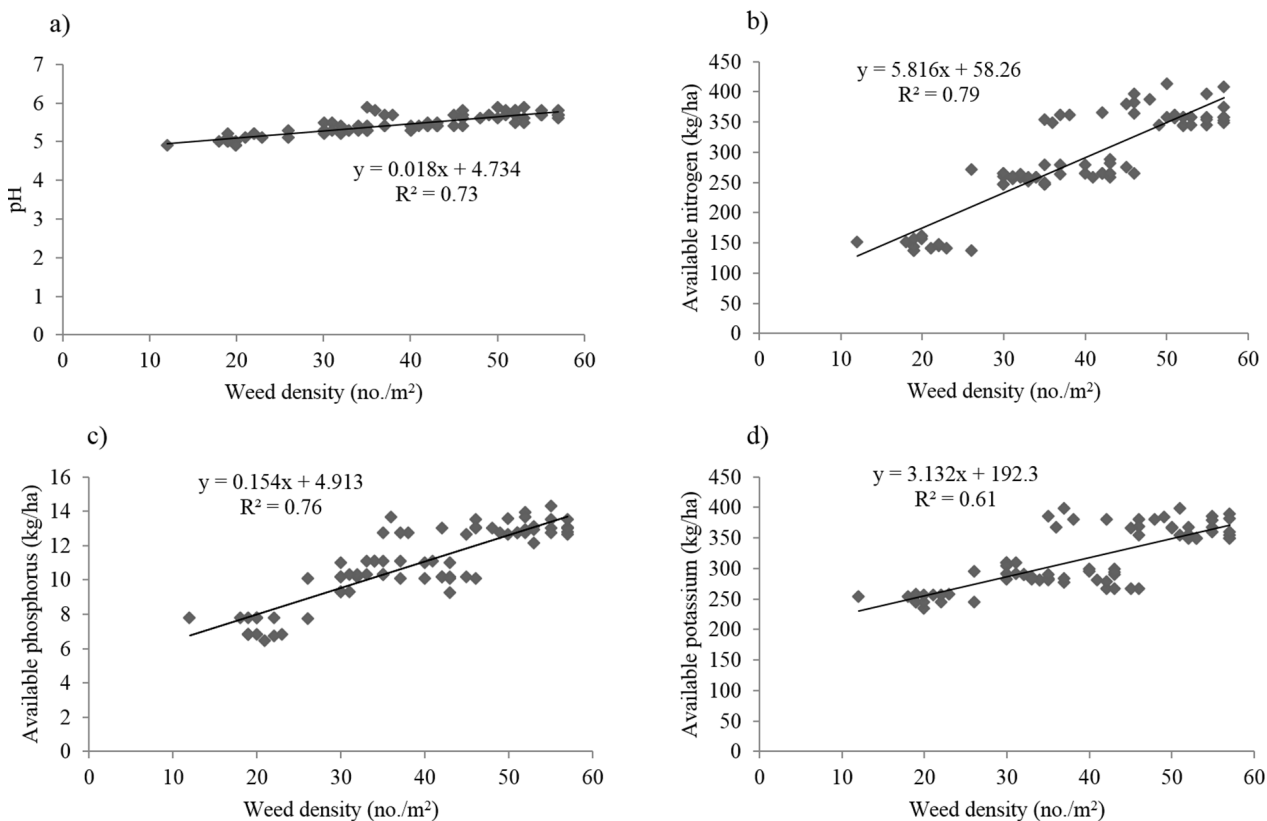 a)
7
6
5
4
3
2
1
0
pH
y = 0.018x + 4.734
R² = 0.73
0 10 20 30 40 50 60
Weed density (no./m²)
b)
450
400
350
300
250
200
150
100
50
0
Available nitrogen (kg/ha)
y = 5.816x + 58.26
R² = 0.79
0 10 20 30 40 50 60
Weed density (no./m²)
c)
16
14
12
10
8
6
4
2
0
Available phosphorus (kg/ha)
y = 0.154x + 4.913
R² = 0.76
0 10 20 30 40 50 60
Weed density (no./m²)
d)
450
400
350
300
250
200
150
100
50
0
Available potassium (kg/ha)
y = 3.132x + 192.3
R² = 0.61
0 10 20 30 40 50 60
Weed density (no./m²)